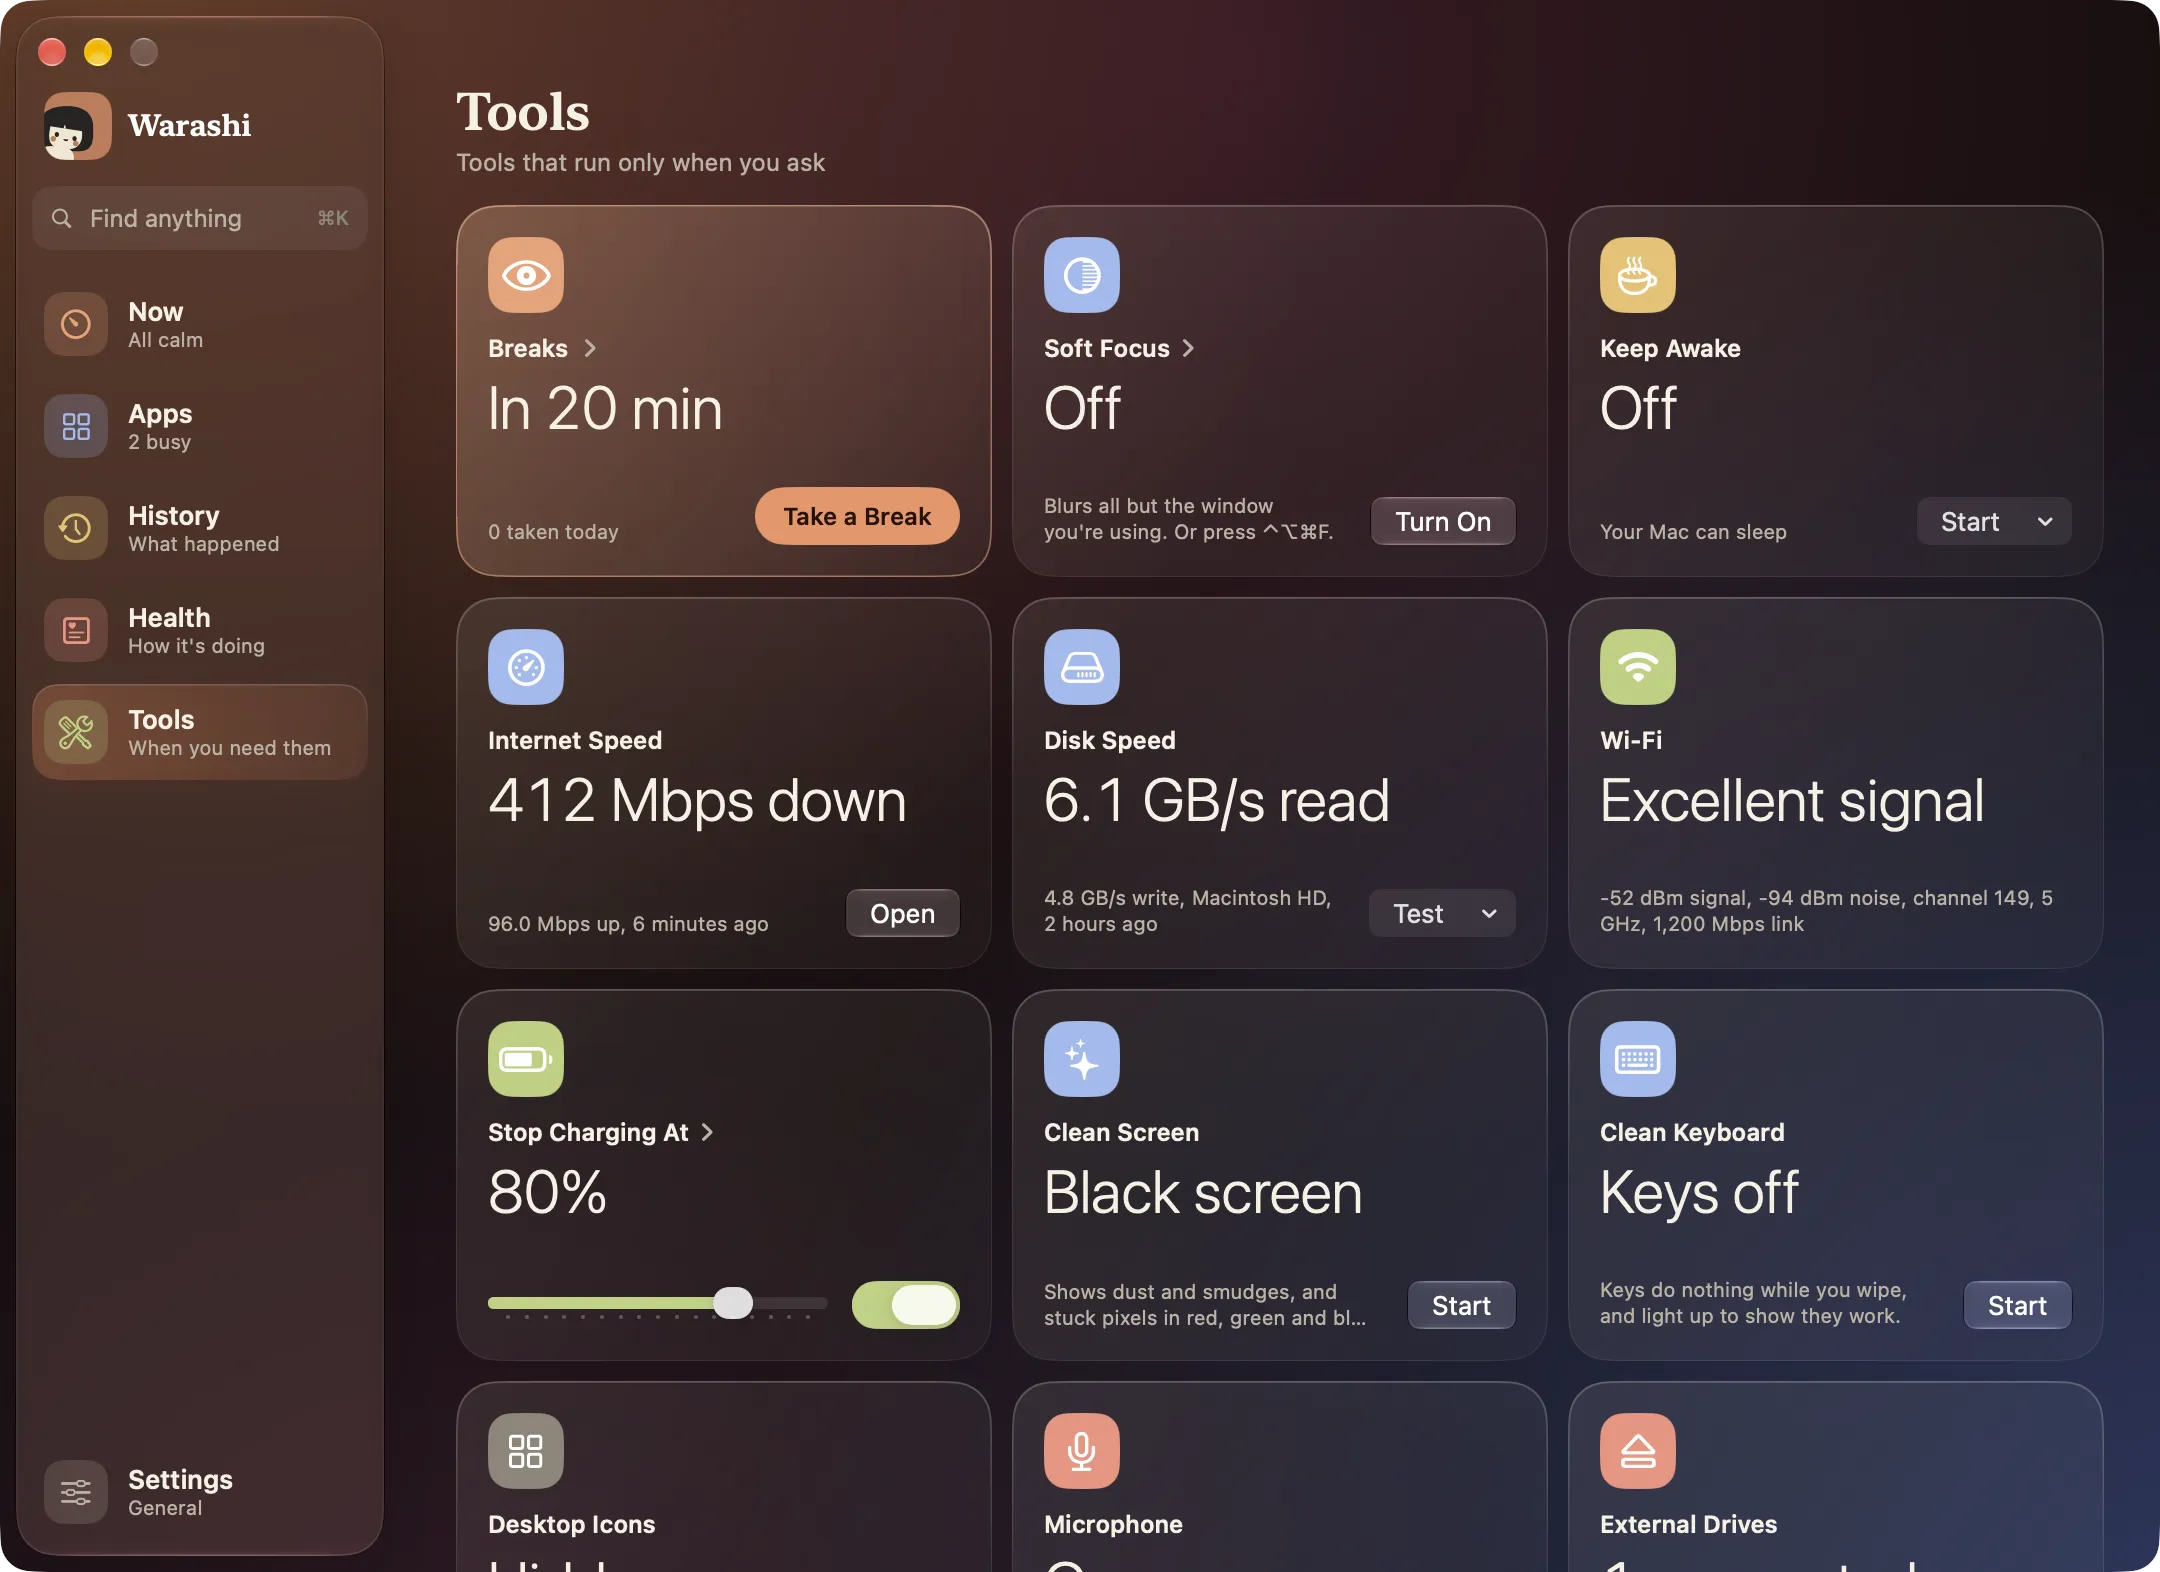 Warashi
Find anything ⌘K
Now
All calm
Apps
2 busy
History
What happened
Health
How it's doing
Tools
When you need them
Settings
General
Tools
Tools that run only when you ask
Breaks
In 20 min
0 taken today
Take a Break
Soft Focus
Off
Blurs all but the window
you're using. Or press ⌃⌥⌘F.
Turn On
Keep Awake
Off
Your Mac can sleep
Start
Internet Speed
412 Mbps down
96.0 Mbps up, 6 minutes ago
Open
Disk Speed
6.1 GB/s read
4.8 GB/s write, Macintosh HD,
2 hours ago
Test
Wi-Fi
Excellent signal
-52 dBm signal, -94 dBm noise, channel 149, 5
GHz, 1,200 Mbps link
Stop Charging At
80%
Clean Screen
Black screen
Shows dust and smudges, and
stuck pixels in red, green and bl...
Start
Clean Keyboard
Keys off
Keys do nothing while you wipe,
and light up to show they work.
Start
Desktop Icons
Microphone
External Drives